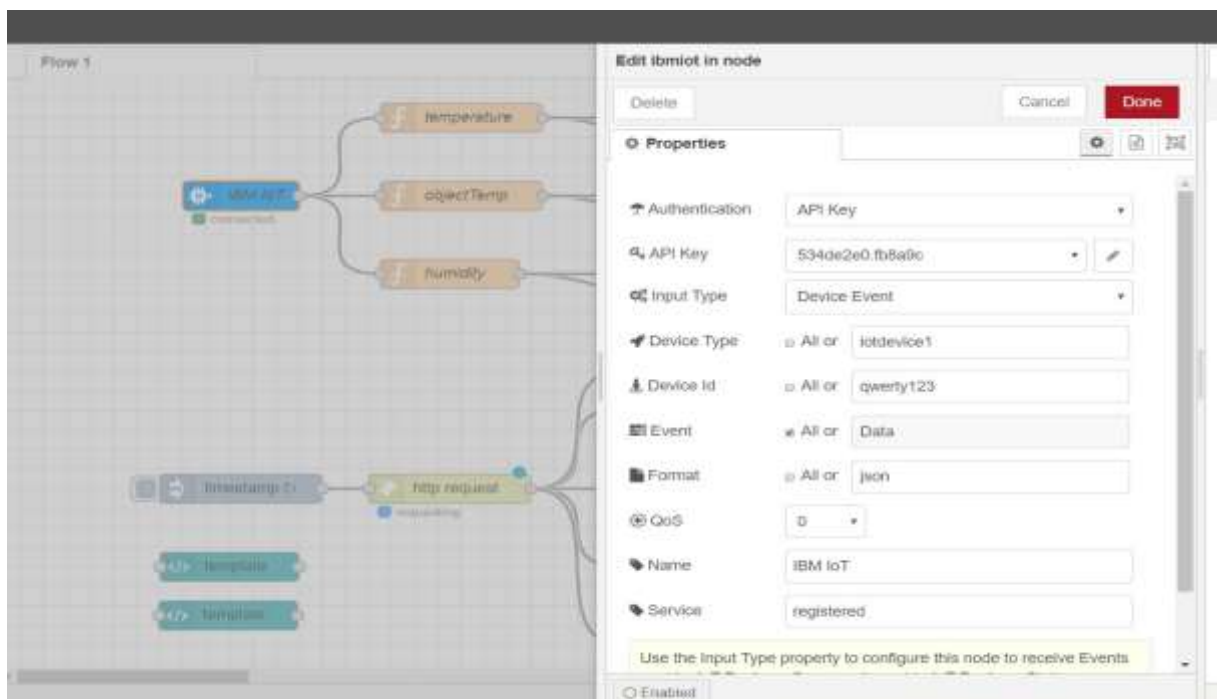 Flow 1
Edit ibmiot in node
Delete
Cancel
Done
Properties
temperature
IBM IoT
connected
objectTemp
humidity
Authentication
API Key
API Key
534de2e0.fb8a9c
Input Type
Device Event
Device Type
All or
iotdevice1
Device Id
All or
qwerty123
Event
All or
Data
Format
All or
json
QoS
0
Name
IBM IoT
Service
registered
timestamp
http request
requesting
template
template
Use the Input Type property to configure this node to receive Events
Enabled